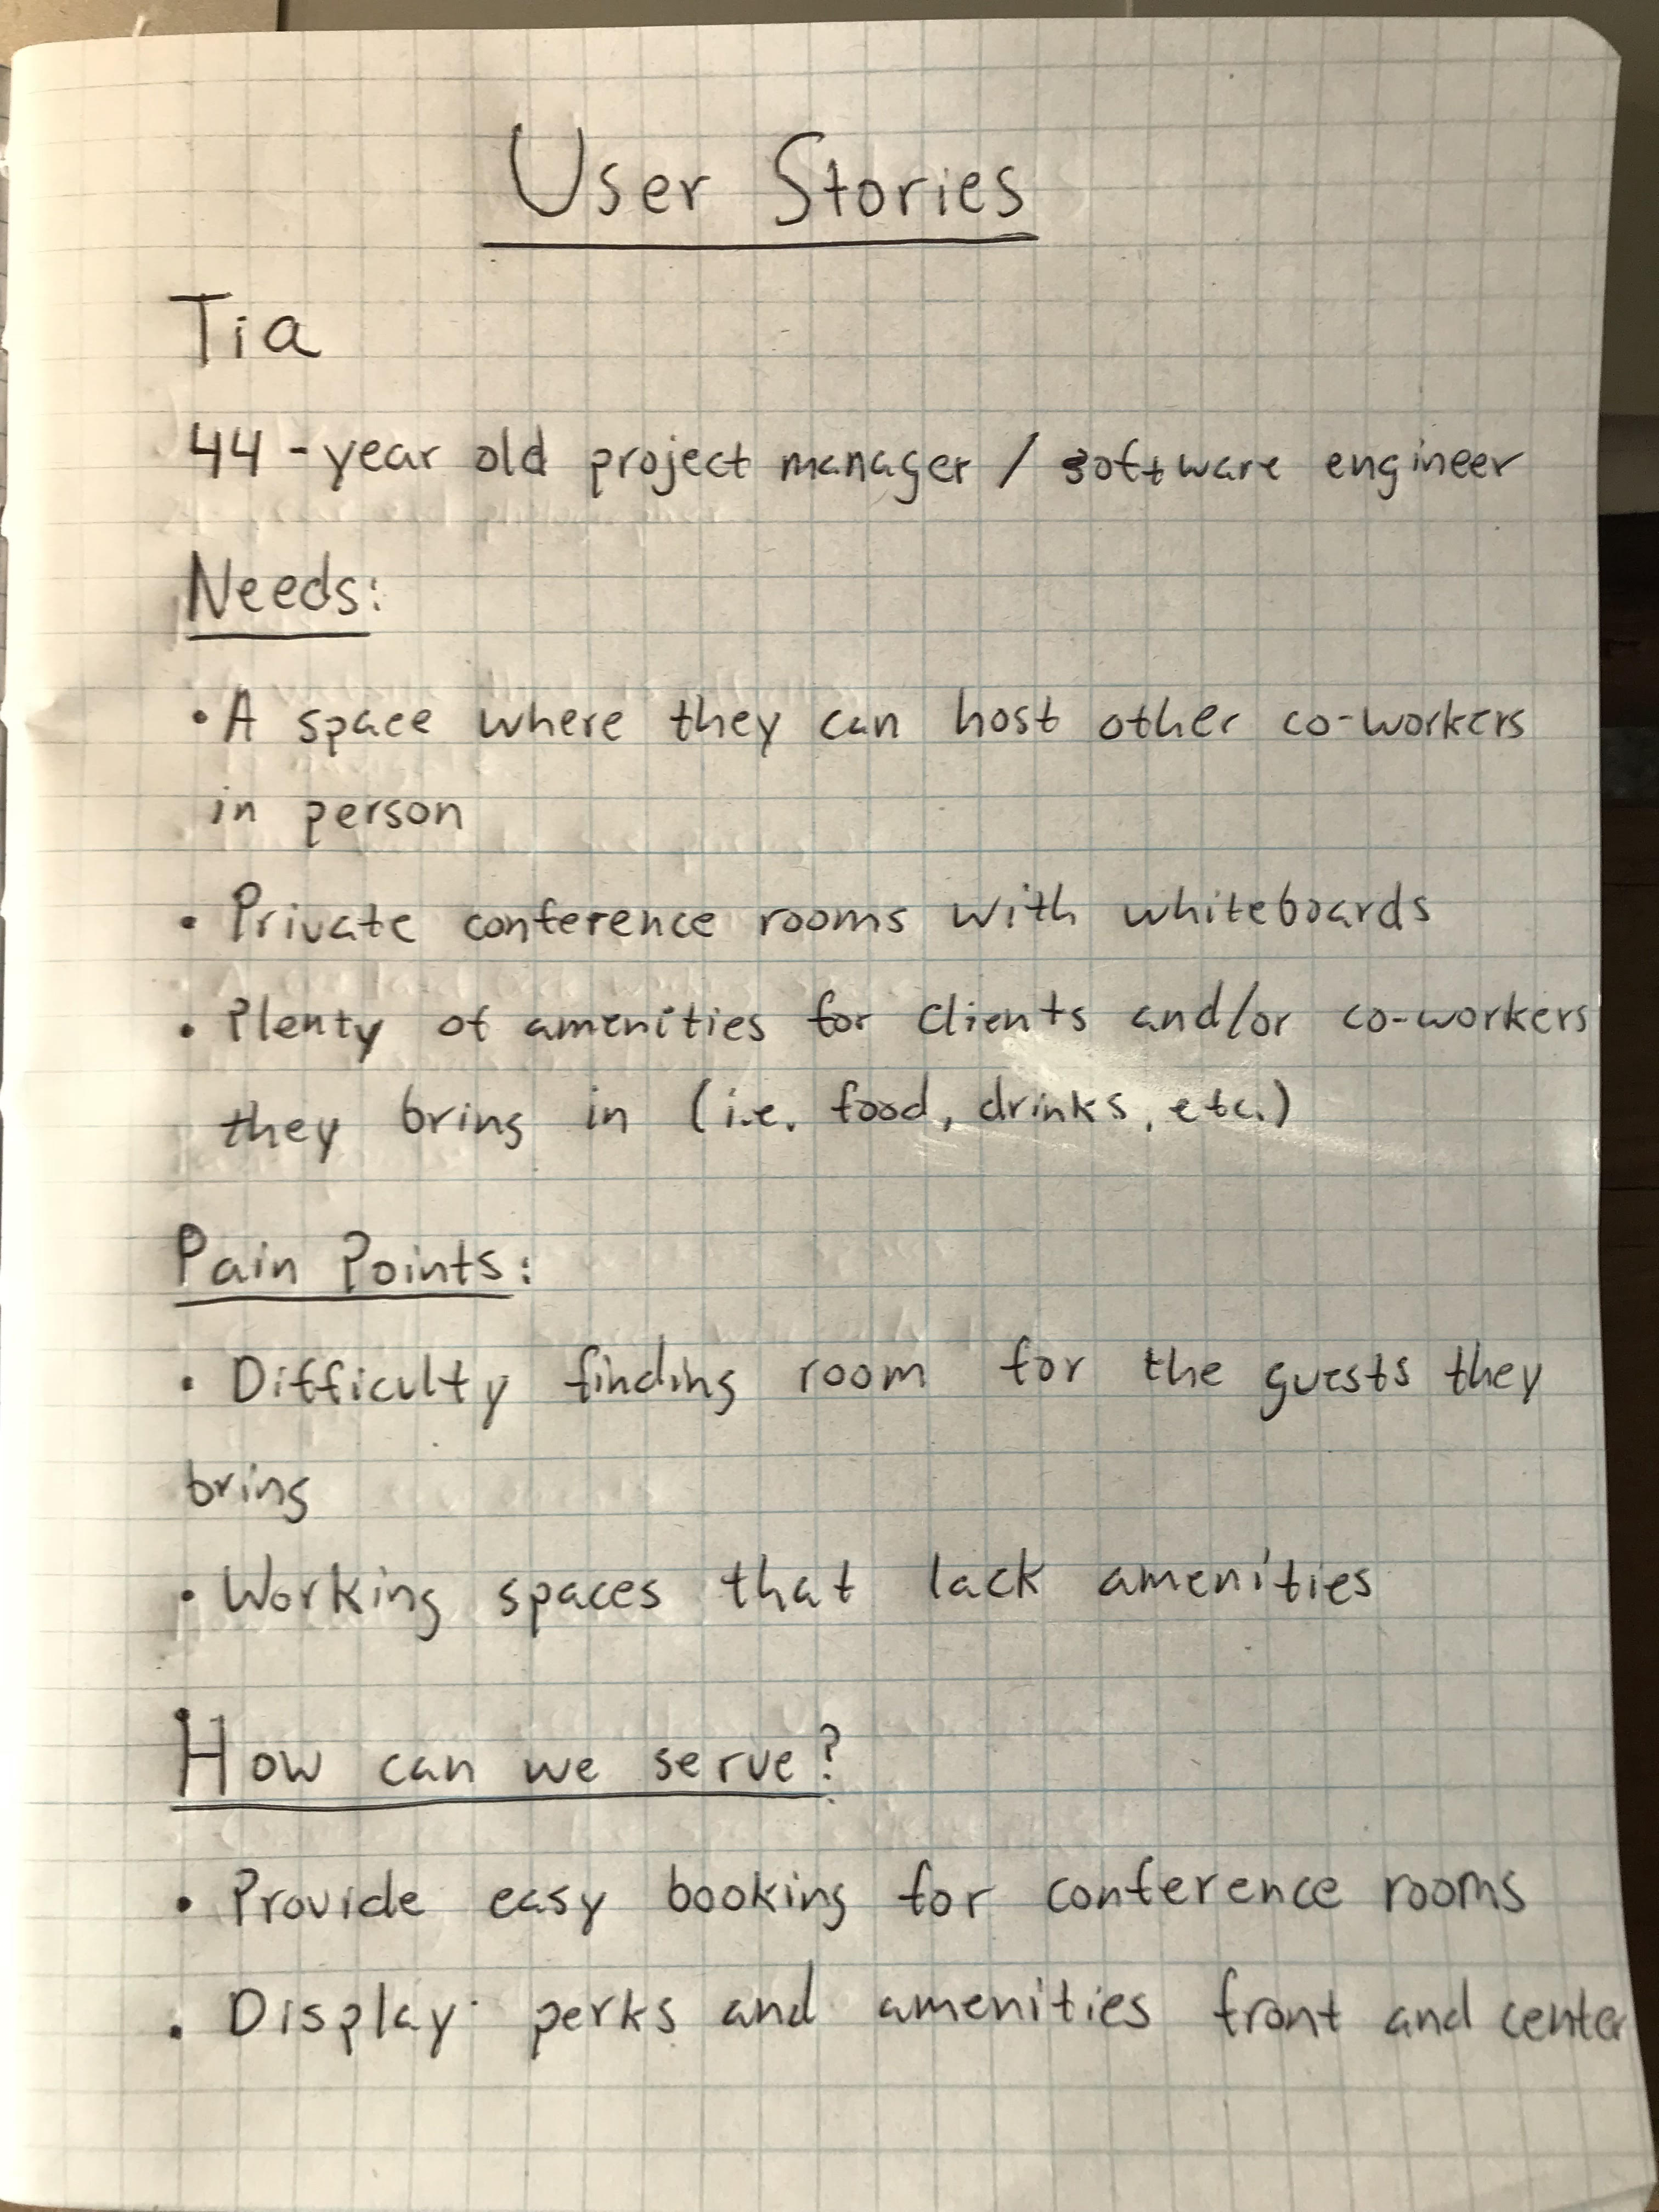 User Stories
Tia
44-year old project manager / software engineer
Needs:
• A space where they can host other co-workers
in person
• Private conference rooms with whiteboards
• Plenty of amenities for clients and/or co-workers
they bring in (i.e. food, drinks, etc.)
Pain Points:
• Difficulty finding room for the guests they
bring
• Working spaces that lack amenities
How can we serve?
• Provide easy booking for conference rooms
• Display perks and amenities front and center